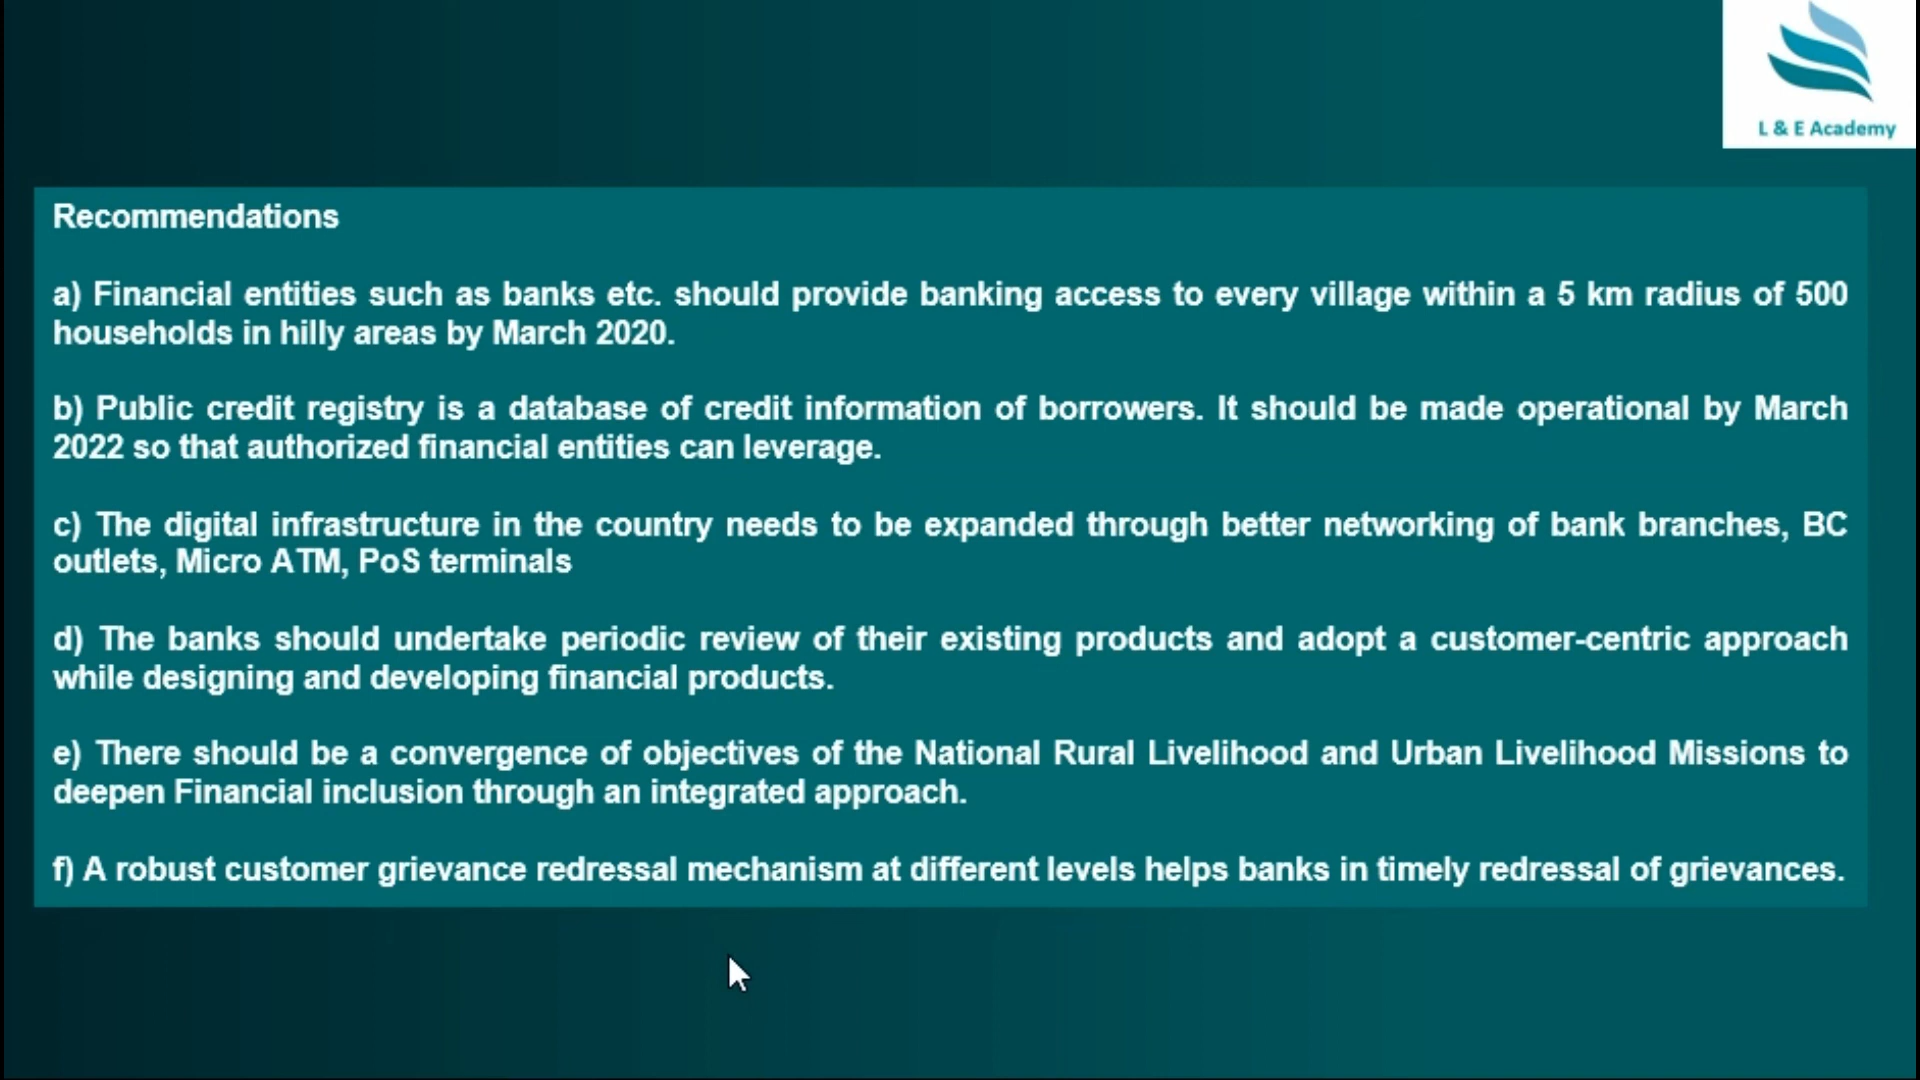 L & E Academy
Recommendations
a) Financial entities such as banks etc. should provide banking access to every village within a 5 km radius of 500
households in hilly areas by March 2020.
b) Public credit registry is a database of credit information of borrowers. It should be made operational by March
2022 so that authorized financial entities can leverage.
c) The digital infrastructure in the country needs to be expanded through better networking of bank branches, BC
outlets, Micro ATM, PoS terminals
d) The banks should undertake periodic review of their existing products and adopt a customer-centric approach
while designing and developing financial products.
e) There should be a convergence of objectives of the National Rural Livelihood and Urban Livelihood Missions to
deepen Financial inclusion through an integrated approach.
f) A robust customer grievance redressal mechanism at different levels helps banks in timely redressal of grievances.